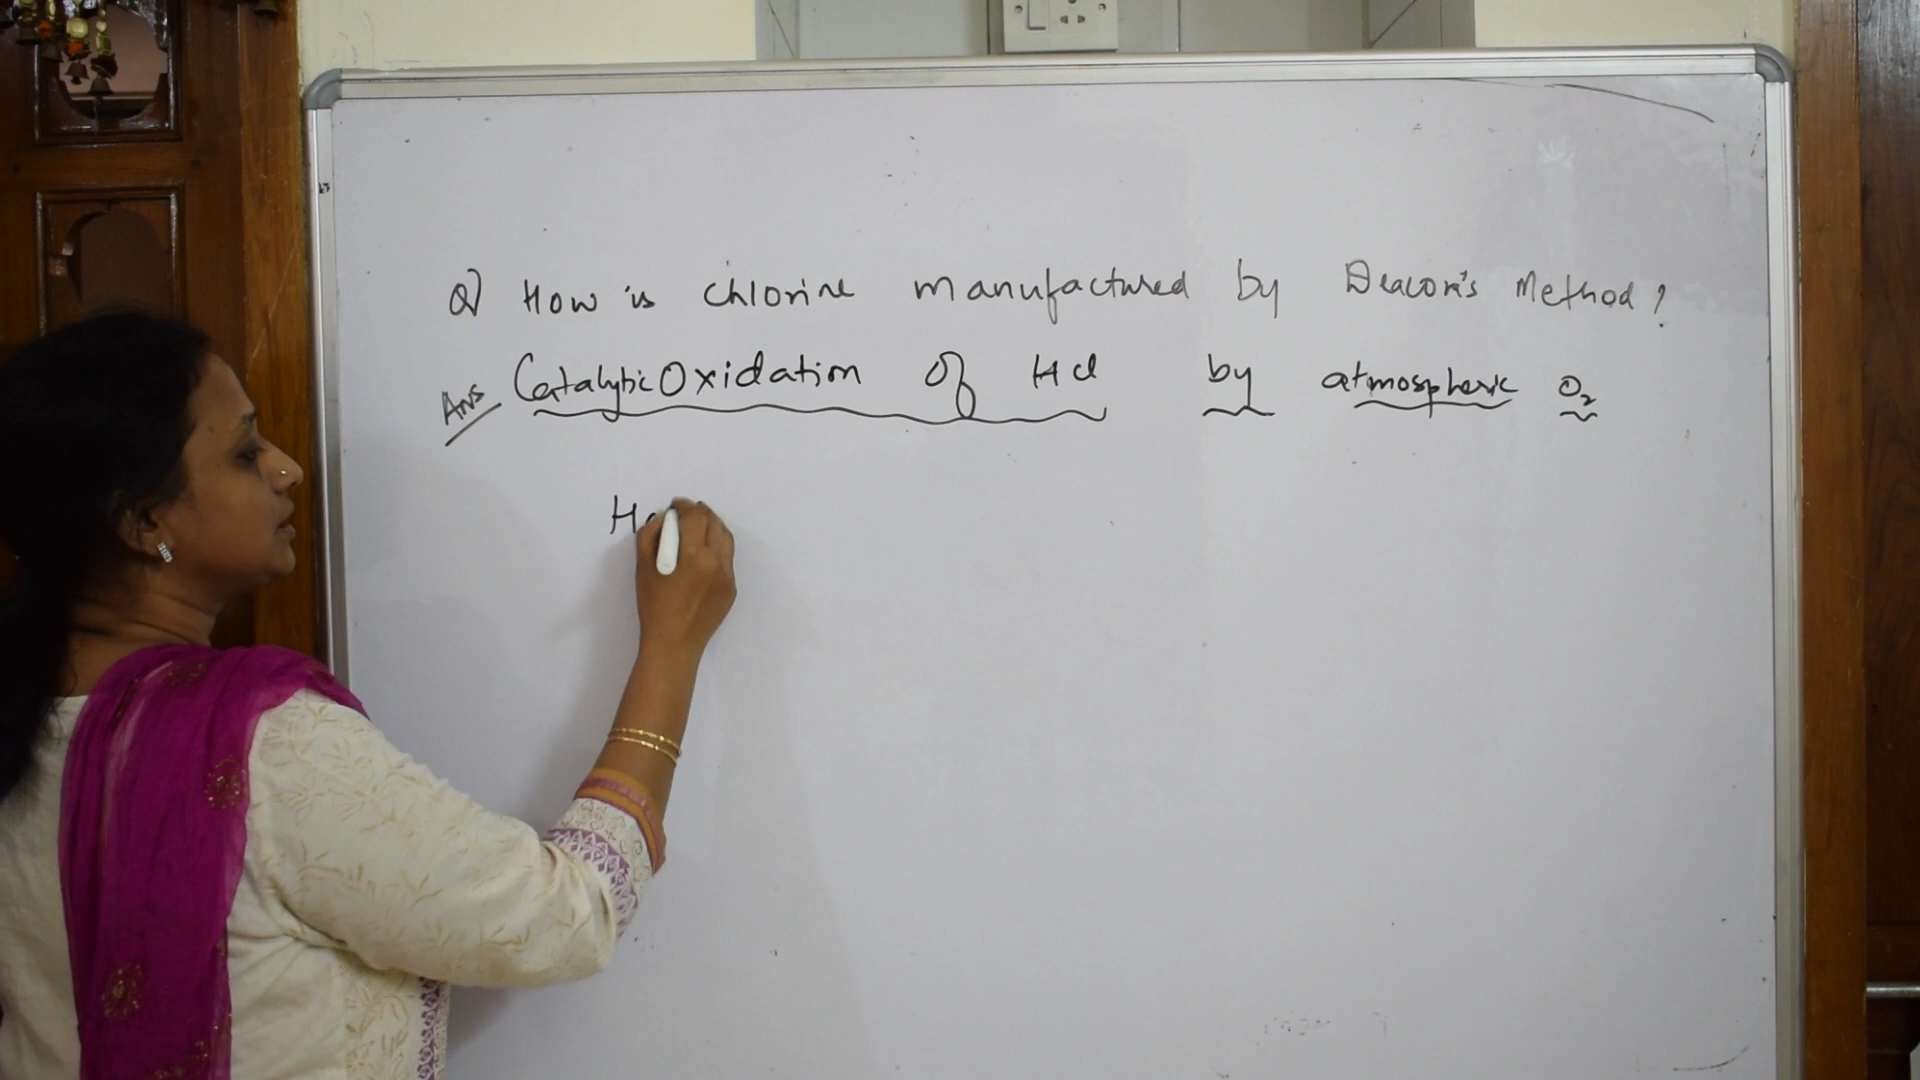 Q) How is chlorine manufactured by Deacon's Method?
Ans Catalytic Oxidation Of HCl by atmospheric O₂
H